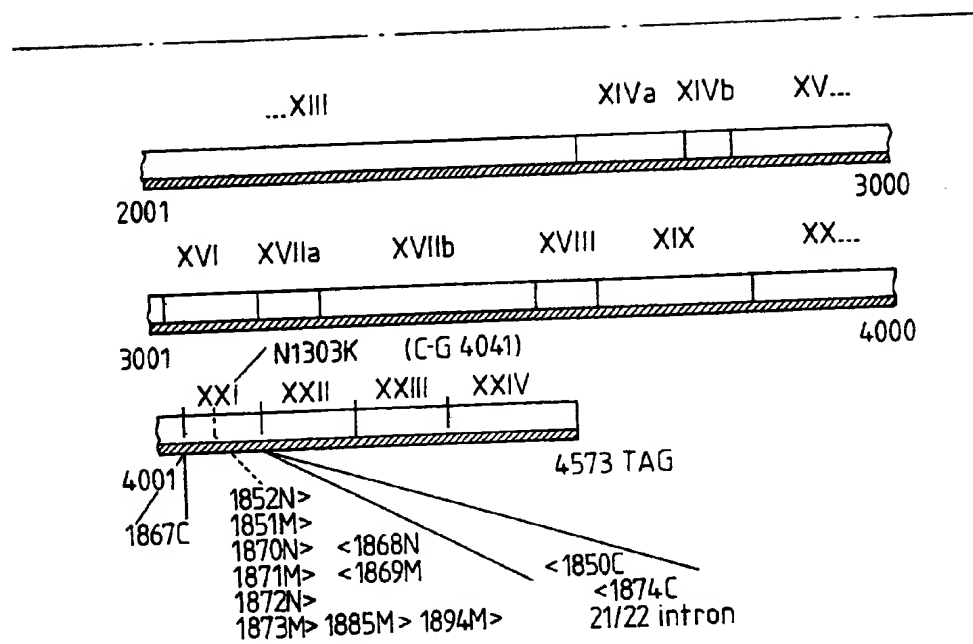 ...XIII XIVa XIVb XV...
2001 3000
XVI XVIIa XVIIb XVIII XIX XX...
3001 4000
N1303K (C-G 4041)
XXI XXII XXIII XXIV
4001 4573 TAG
1867C
1852N>
1851M>
1870N> <1868N
1871M> <1869M
1872N>
1873M> 1885M> 1894M>
<1850C
<1874C
21/22 intron